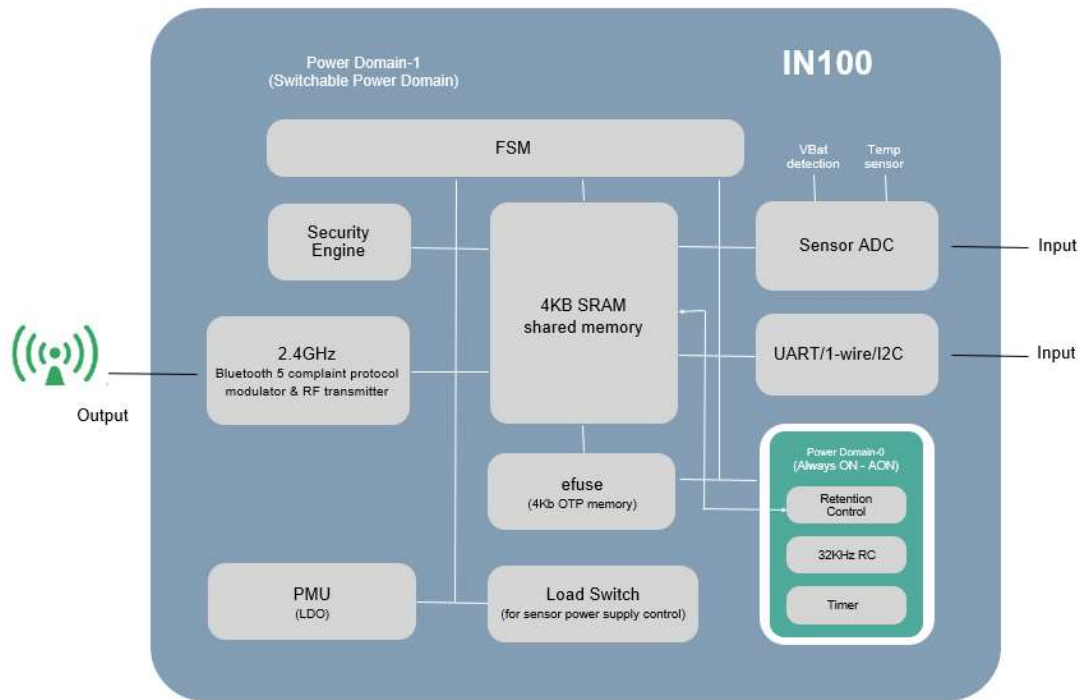 Power Domain-1
(Switchable Power Domain)
IN100
FSM
VBat
detection
Temp
sensor
Security
Engine
4KB SRAM
shared memory
Sensor ADC
Input
2.4GHz
Bluetooth 5 complaint protocol
modulator & RF transmitter
UART/1-wire/I2C
Input
Output
efuse
(4Kb OTP memory)
Power Domain-0
(Always ON - AON)
Retention
Control
32KHz RC
Timer
PMU
(LDO)
Load Switch
(for sensor power supply control)